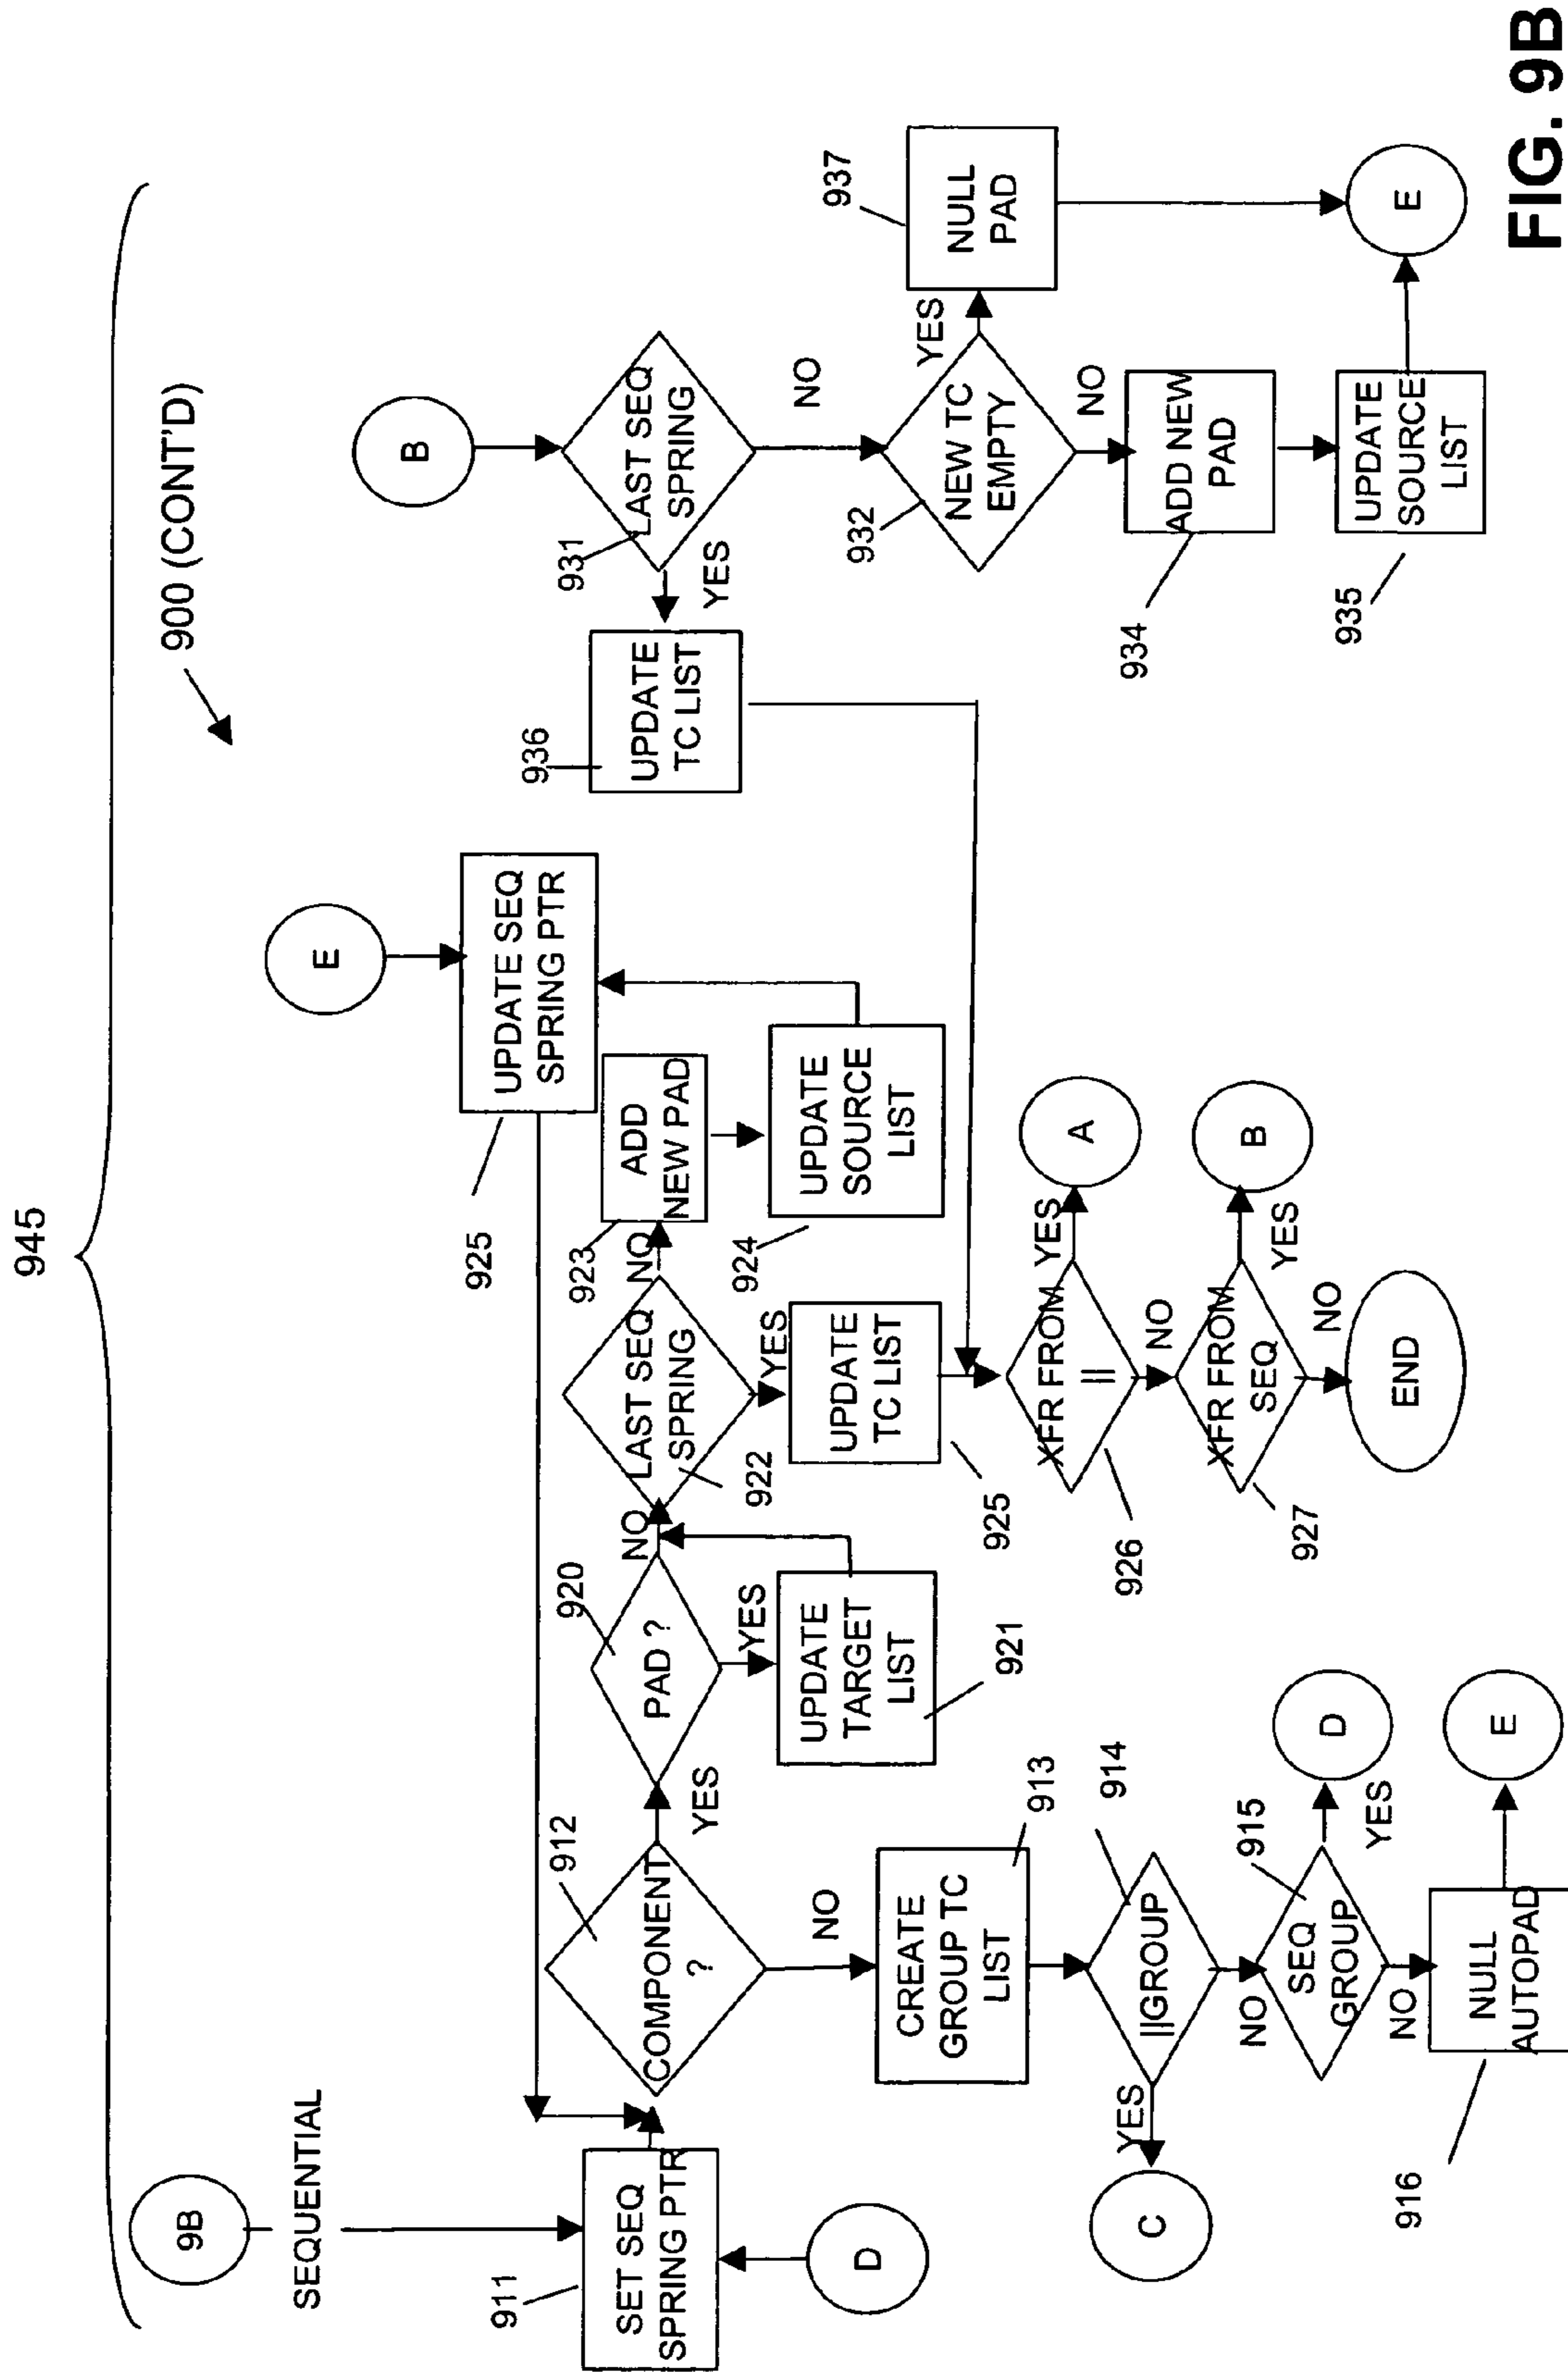 945
900 (CONT'D)
9B
SEQUENTIAL
911
SET SEQ
SPRING PTR
D
912
COMPONENT
?
YES
NO
CREATE
GROUP TC
LIST
913
914
||GROUP
YES
C
NO
915
SEQ
GROUP
YES
D
NO
NULL
AUTOPAD
916
E
920
PAD ?
NO
YES
UPDATE
TARGET
LIST
921
LAST SEQ
SPRING
922
NO
YES
923
ADD
NEW PAD
924
UPDATE
SOURCE
LIST
E
925
UPDATE SEQ
SPRING PTR
UPDATE
TC LIST
925
XFR FROM
||
926
YES
A
NO
XFR FROM
SEQ
927
YES
B
NO
END
B
931
LAST SEQ
SPRING
YES
NO
936
UPDATE
TC LIST
932
NEW TC
EMPTY
YES
937
NULL
PAD
NO
ADD NEW
PAD
934
UPDATE
SOURCE
LIST
935
E
FIG. 9B